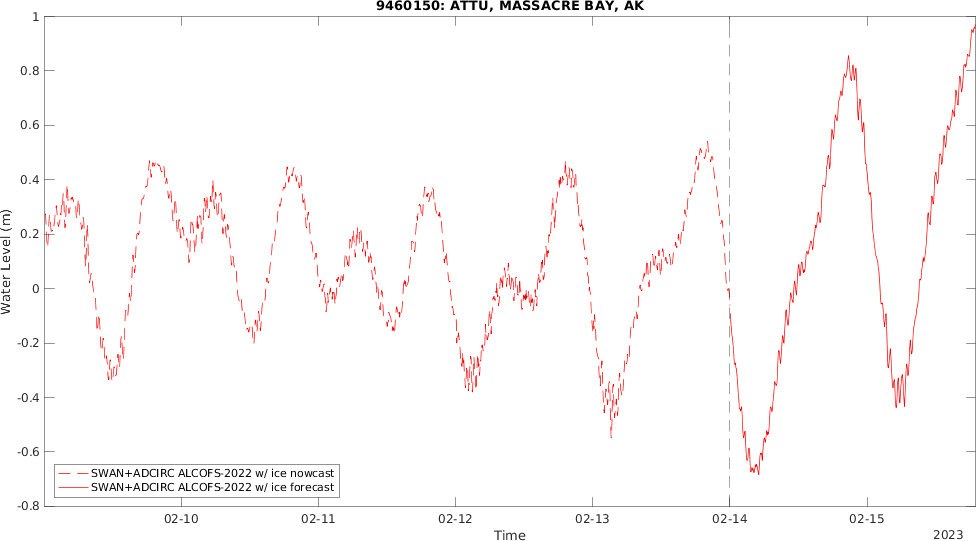 9460150: ATTU, MASSACRE BAY, AK
1
0.8
0.6
0.4
0.2
0
-0.2
-0.4
-0.6
-0.8
Water Level (m)
SWAN+ADCIRC ALCOFS-2022 w/ ice nowcast
SWAN+ADCIRC ALCOFS-2022 w/ ice forecast
02-10 02-11 02-12 02-13 02-14 02-15
Time
2023